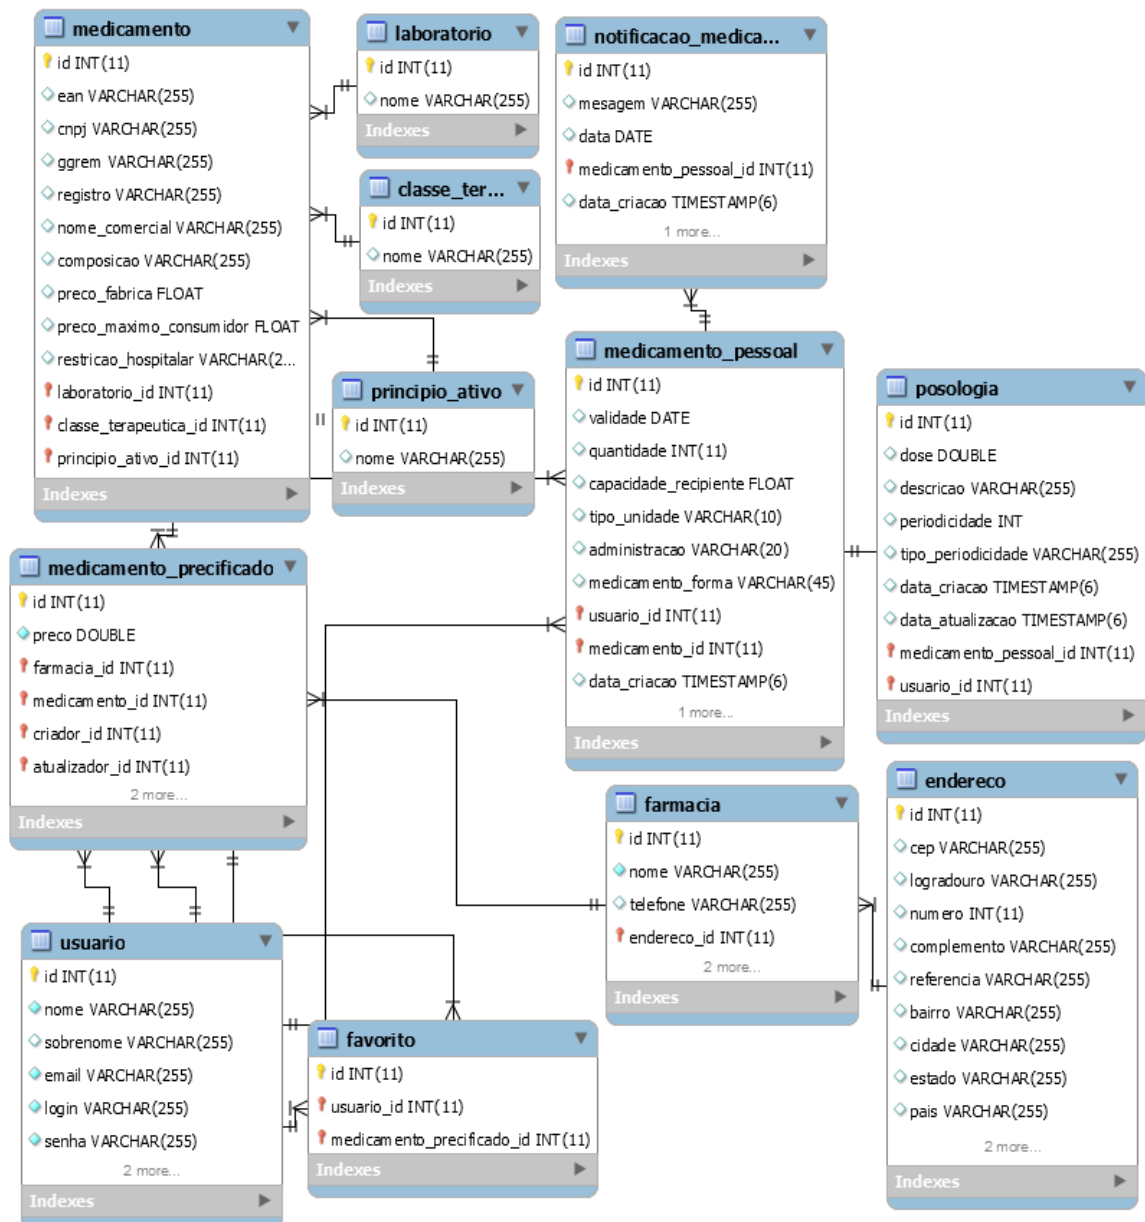 medicamento
id INT(11)
ean VARCHAR(255)
cnpj VARCHAR(255)
ggrem VARCHAR(255)
registro VARCHAR(255)
nome_comercial VARCHAR(255)
composicao VARCHAR(255)
preco_fabrica FLOAT
preco_maximo_consumidor FLOAT
restricao_hospitalar VARCHAR(2...
laboratorio_id INT(11)
classe_terapeutica_id INT(11)
principio_ativo_id INT(11)
Indexes
laboratorio
id INT(11)
nome VARCHAR(255)
Indexes
classe_ter...
id INT(11)
nome VARCHAR(255)
Indexes
notificacao_medica...
id INT(11)
mesagem VARCHAR(255)
data DATE
medicamento_pessoal_id INT(11)
data_criacao TIMESTAMP(6)
1 more...
Indexes
principio_ativo
id INT(11)
nome VARCHAR(255)
Indexes
medicamento_pessoal
id INT(11)
validade DATE
quantidade INT(11)
capacidade_recipiente FLOAT
tipo_unidade VARCHAR(10)
administracao VARCHAR(20)
medicamento_forma VARCHAR(45)
usuario_id INT(11)
medicamento_id INT(11)
data_criacao TIMESTAMP(6)
1 more...
Indexes
posologia
id INT(11)
dose DOUBLE
descricao VARCHAR(255)
periodicidade INT
tipo_periodicidade VARCHAR(255)
data_criacao TIMESTAMP(6)
data_atualizacao TIMESTAMP(6)
medicamento_pessoal_id INT(11)
usuario_id INT(11)
Indexes
medicamento_precificado
id INT(11)
preco DOUBLE
farmacia_id INT(11)
medicamento_id INT(11)
criador_id INT(11)
atualizador_id INT(11)
2 more...
Indexes
farmacia
id INT(11)
nome VARCHAR(255)
telefone VARCHAR(255)
endereco_id INT(11)
2 more...
Indexes
endereco
id INT(11)
cep VARCHAR(255)
logradouro VARCHAR(255)
numero INT(11)
complemento VARCHAR(255)
referencia VARCHAR(255)
bairro VARCHAR(255)
cidade VARCHAR(255)
estado VARCHAR(255)
pais VARCHAR(255)
2 more...
Indexes
usuario
id INT(11)
nome VARCHAR(255)
sobrenome VARCHAR(255)
email VARCHAR(255)
login VARCHAR(255)
senha VARCHAR(255)
2 more...
Indexes
favorito
id INT(11)
usuario_id INT(11)
medicamento_precificado_id INT(11)
Indexes